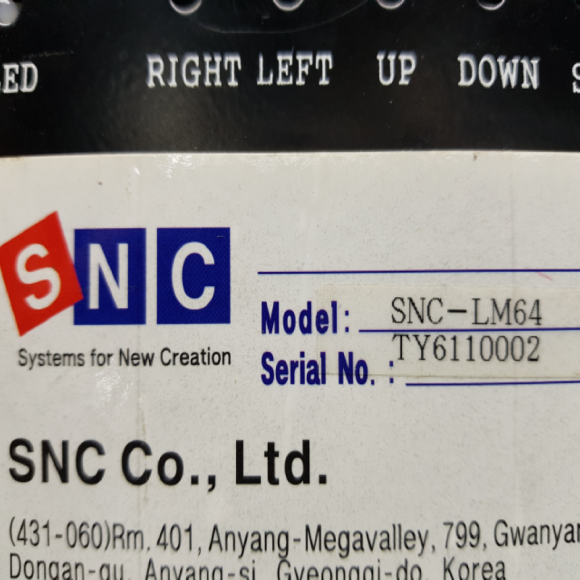 RIGHT LEFT UP DOWN
SNC
Systems for New Creation
Model: SNC-LM64
Serial No. : TY6110002
SNC Co., Ltd.
(431-060)Rm. 401, Anyang-Megavalley, 799,
Dongan-gu, Anyang-si, Gyeonggi-do, Korea